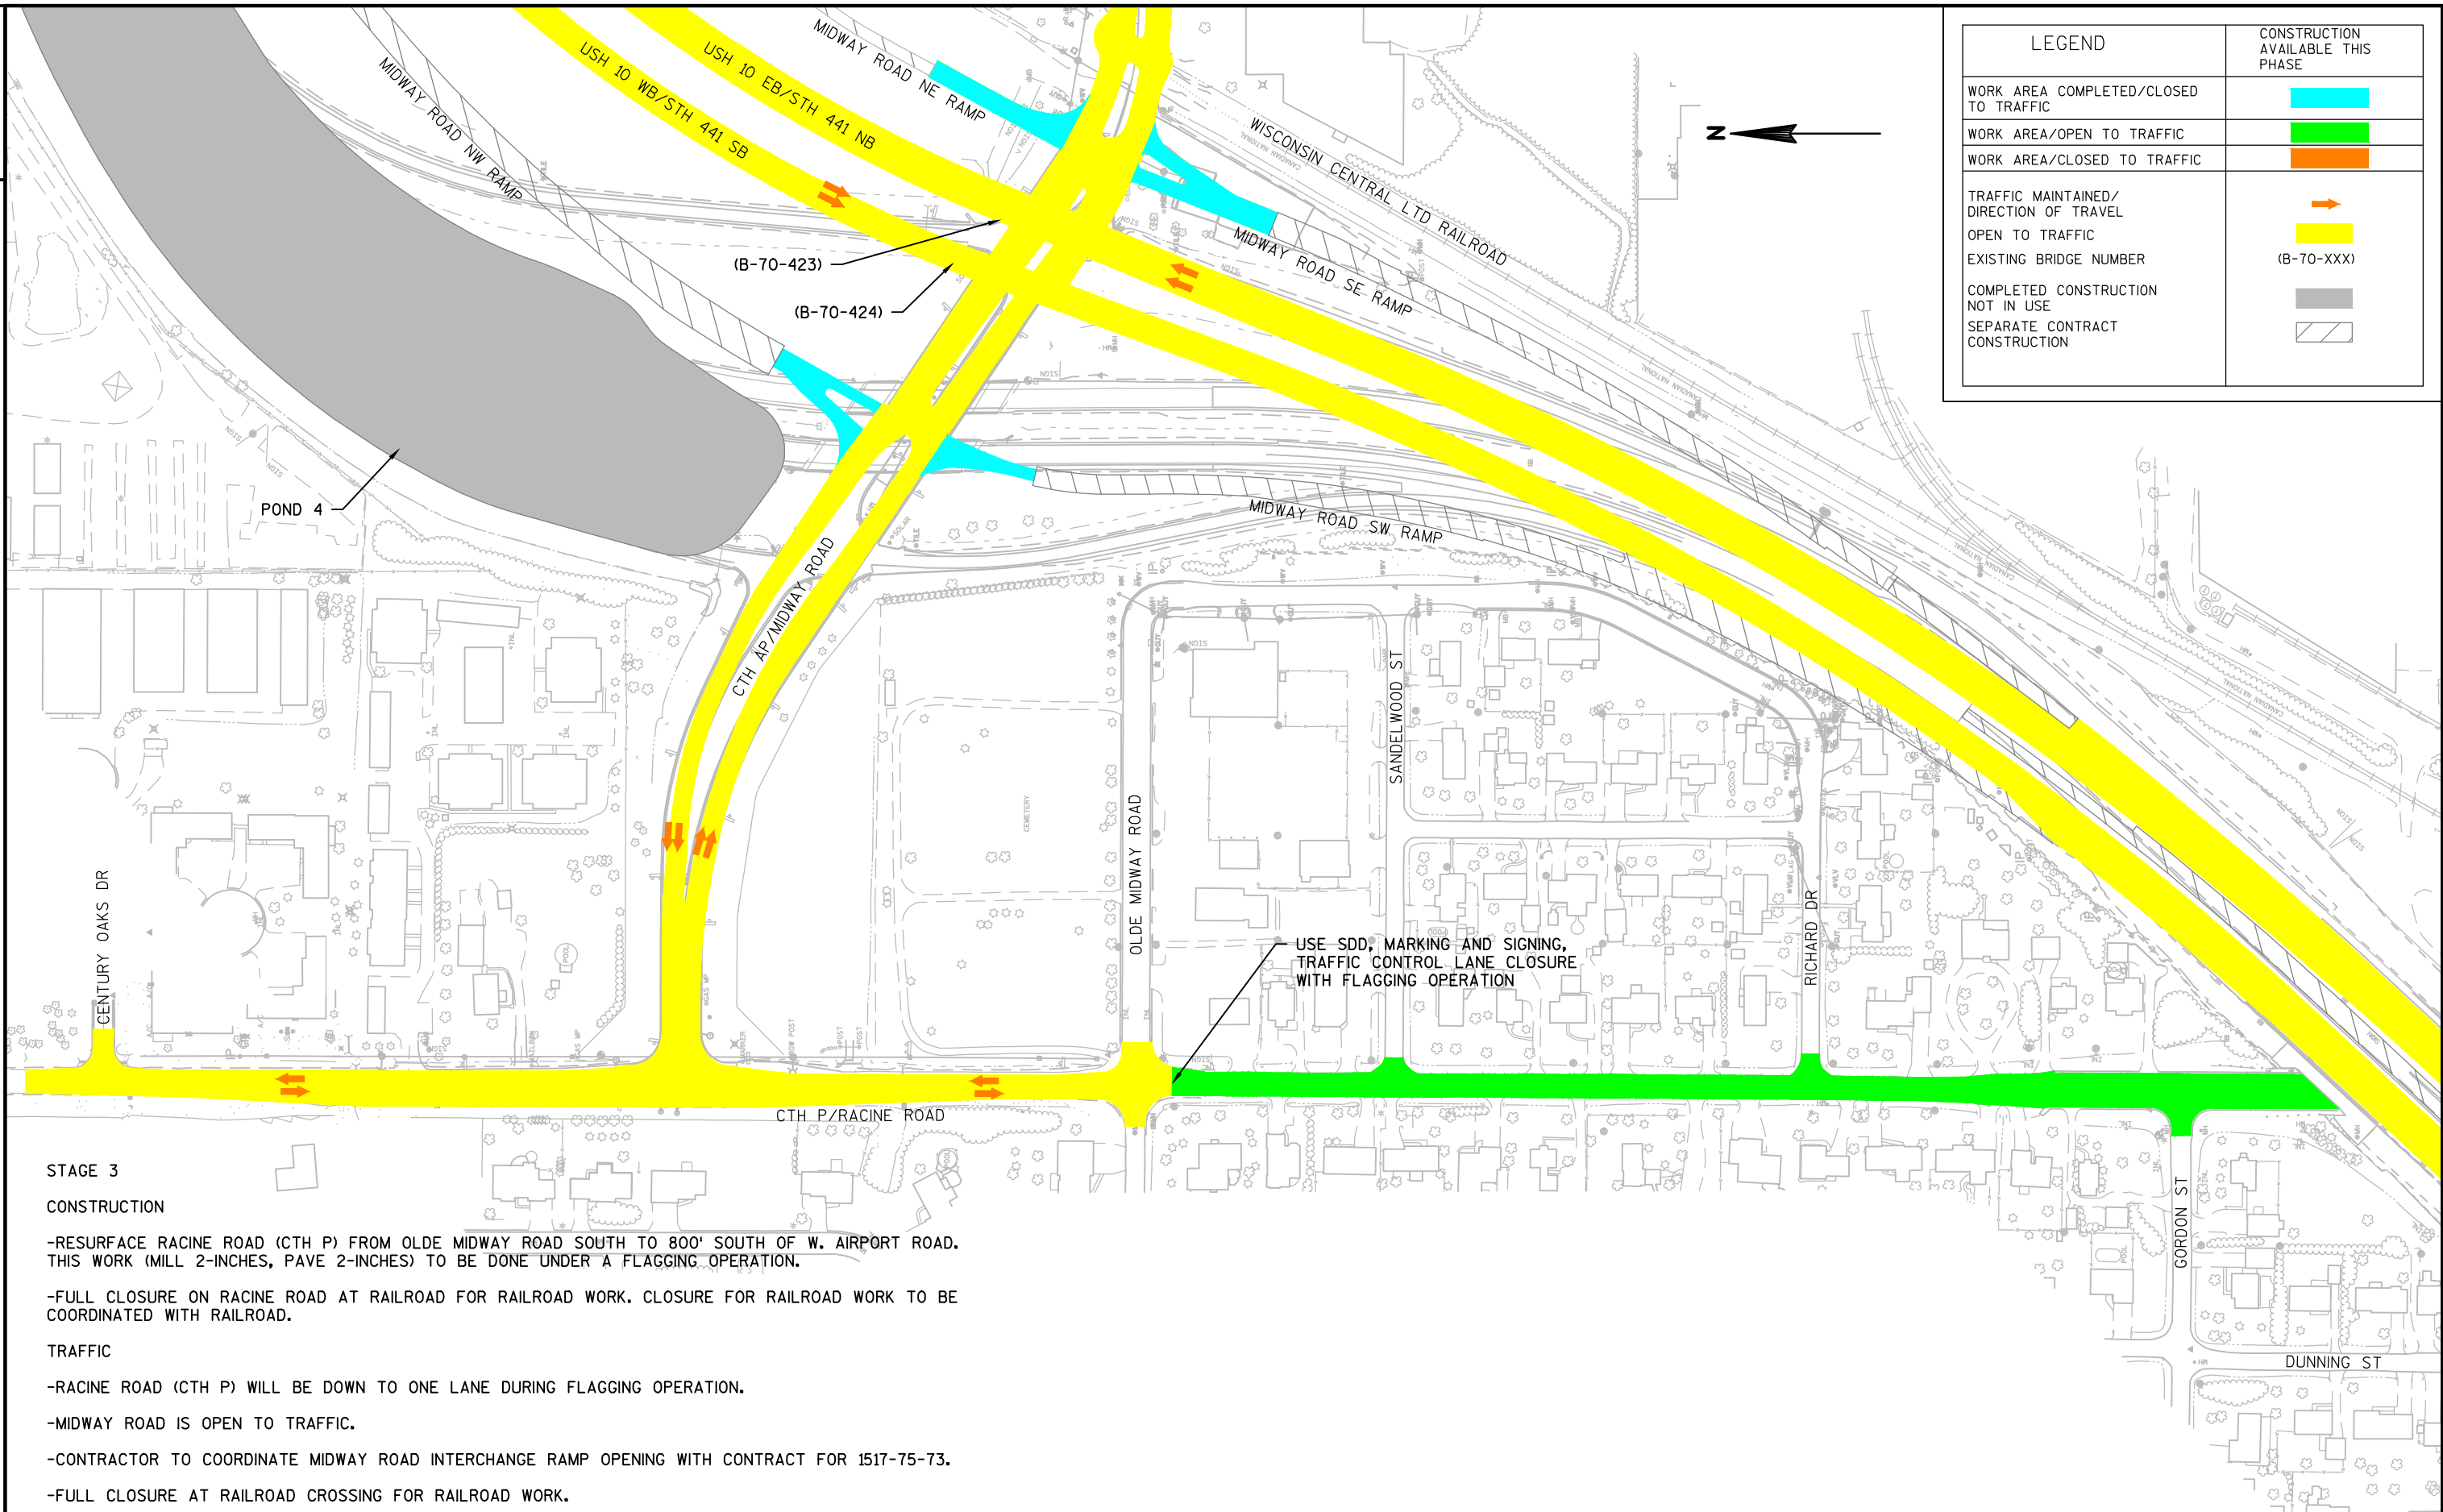 LEGEND
CONSTRUCTION
AVAILABLE THIS
PHASE
WORK AREA COMPLETED/CLOSED
TO TRAFFIC
WORK AREA/OPEN TO TRAFFIC
WORK AREA/CLOSED TO TRAFFIC
TRAFFIC MAINTAINED/
DIRECTION OF TRAVEL
OPEN TO TRAFFIC
EXISTING BRIDGE NUMBER
(B-70-XXX)
COMPLETED CONSTRUCTION
NOT IN USE
SEPARATE CONTRACT
CONSTRUCTION
N
MIDWAY ROAD NW RAMP
USH 10 WB/STH 441 SB
USH 10 EB/STH 441 NB
MIDWAY ROAD NE RAMP
WISCONSIN CENTRAL LTD RAILROAD
CANADIAN NATIONAL
MIDWAY ROAD SE RAMP
(B-70-423)
(B-70-424)
POND 4
MIDWAY ROAD SW RAMP
CTH AP/MIDWAY ROAD
CEMETERY
SANDELWOOD ST
OLDE MIDWAY ROAD
CENTURY OAKS DR
RICHARD DR
USE SDD, MARKING AND SIGNING,
TRAFFIC CONTROL LANE CLOSURE
WITH FLAGGING OPERATION
CTH P/RACINE ROAD
GORDON ST
DUNNING ST
STAGE 3
CONSTRUCTION
-RESURFACE RACINE ROAD (CTH P) FROM OLDE MIDWAY ROAD SOUTH TO 800' SOUTH OF W. AIRPORT ROAD.
THIS WORK (MILL 2-INCHES, PAVE 2-INCHES) TO BE DONE UNDER A FLAGGING OPERATION.
-FULL CLOSURE ON RACINE ROAD AT RAILROAD FOR RAILROAD WORK. CLOSURE FOR RAILROAD WORK TO BE
COORDINATED WITH RAILROAD.
TRAFFIC
-RACINE ROAD (CTH P) WILL BE DOWN TO ONE LANE DURING FLAGGING OPERATION.
-MIDWAY ROAD IS OPEN TO TRAFFIC.
-CONTRACTOR TO COORDINATE MIDWAY ROAD INTERCHANGE RAMP OPENING WITH CONTRACT FOR 1517-75-73.
-FULL CLOSURE AT RAILROAD CROSSING FOR RAILROAD WORK.